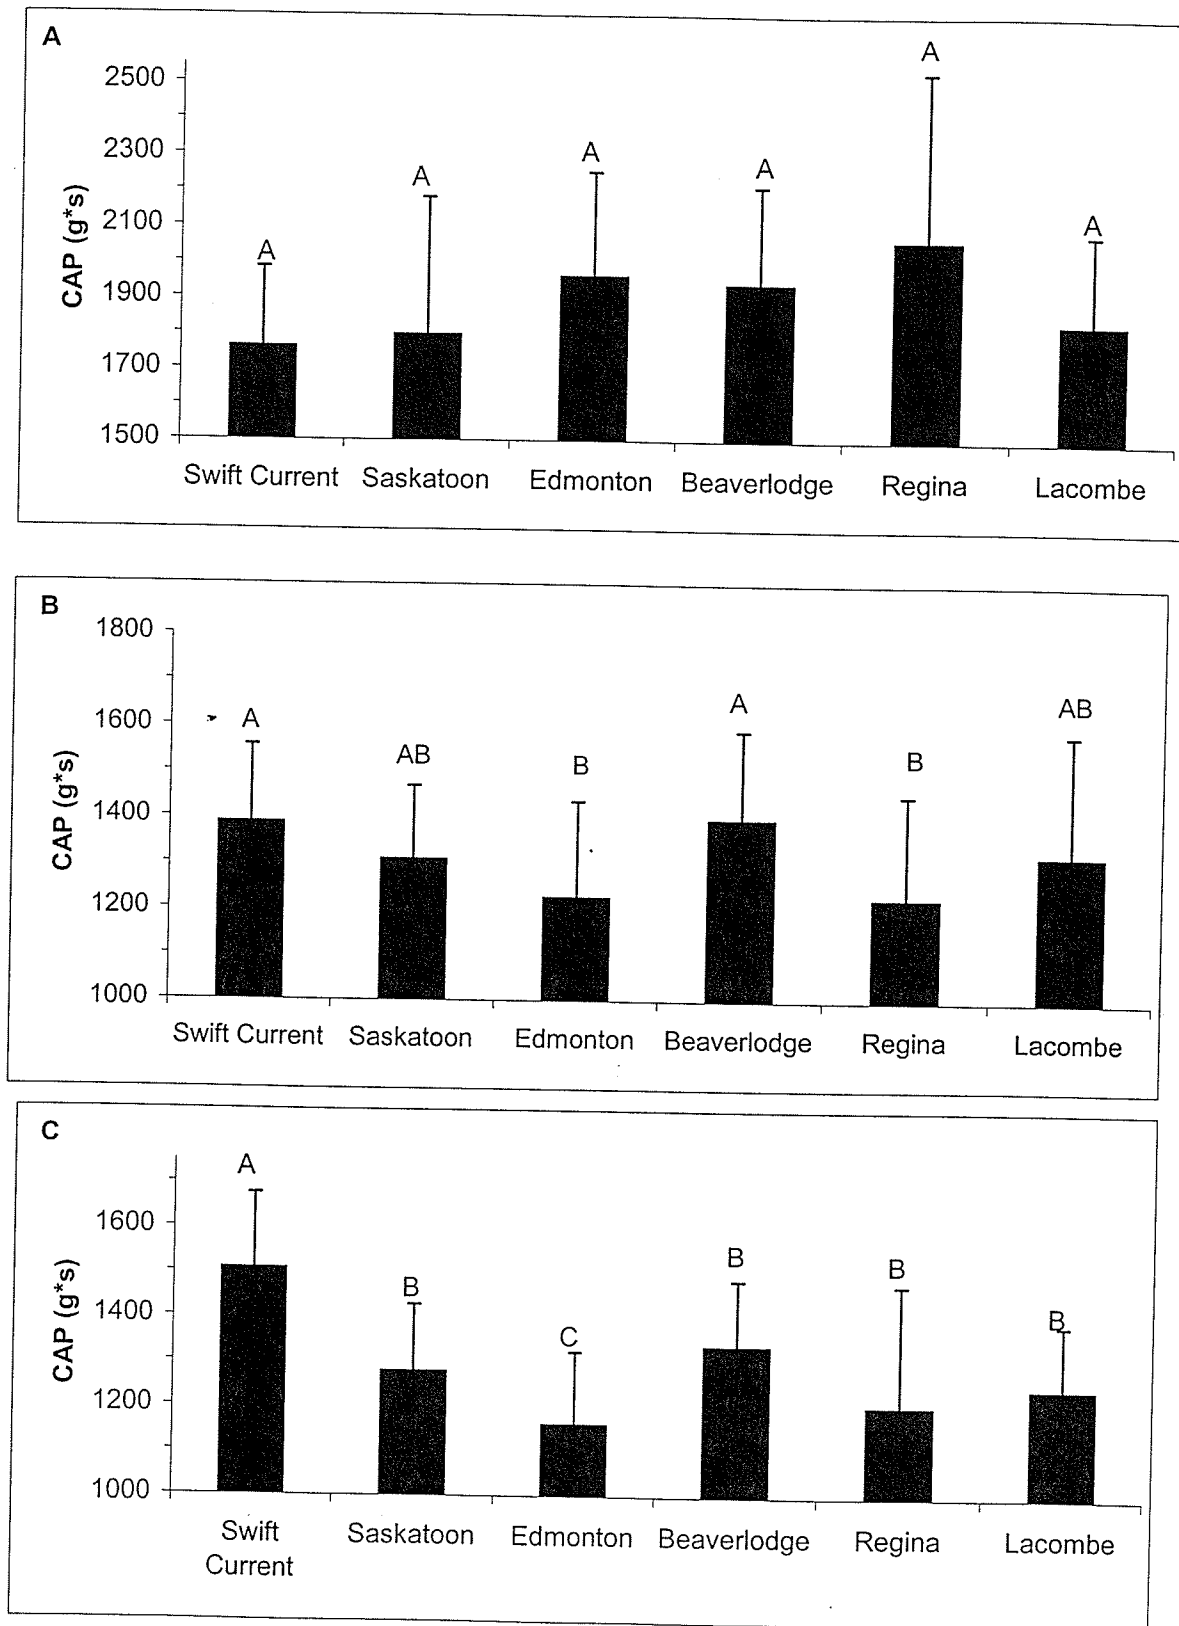 A
A
A
A
A
A
A
2500
2300
2100
1900
1700
1500
CAP (g*s)
Swift Current Saskatoon Edmonton Beaverlodge Regina Lacombe
B
1800
1600
1400
1200
1000
CAP (g*s)
A
AB
B
A
B
AB
Swift Current Saskatoon Edmonton Beaverlodge Regina Lacombe
C
1600
1400
1200
1000
CAP (g*s)
A
B
C
B
B
B
Swift Current Saskatoon Edmonton Beaverlodge Regina Lacombe